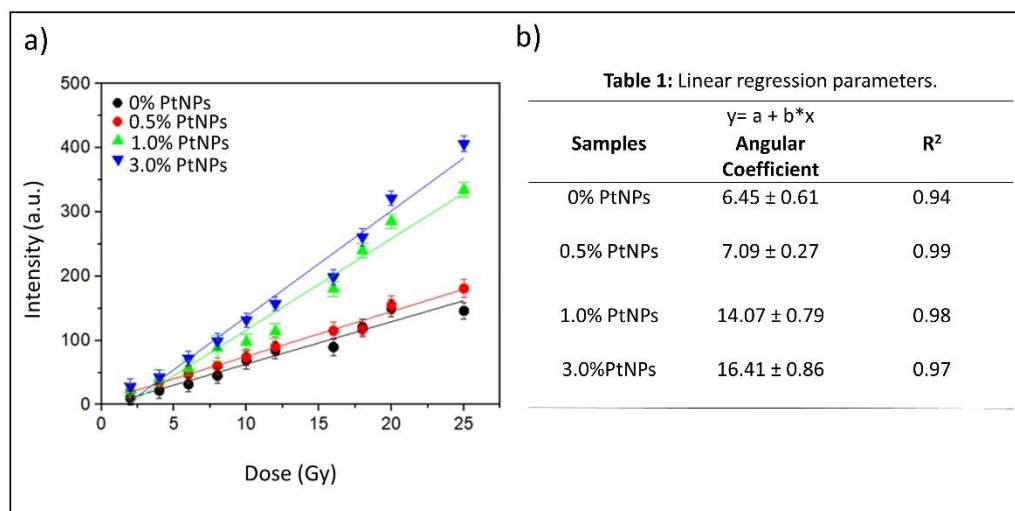 a)
500
400
300
200
100
0
Intensity (a.u.)
0% PtNPs
0.5% PtNPs
1.0% PtNPs
3.0% PtNPs
0 5 10 15 20 25
Dose (Gy)
b)
Table 1: Linear regression parameters.
y= a + b*x
Samples Angular R²
Coefficient
0% PtNPs 6.45 ± 0.61 0.94
0.5% PtNPs 7.09 ± 0.27 0.99
1.0% PtNPs 14.07 ± 0.79 0.98
3.0%PtNPs 16.41 ± 0.86 0.97